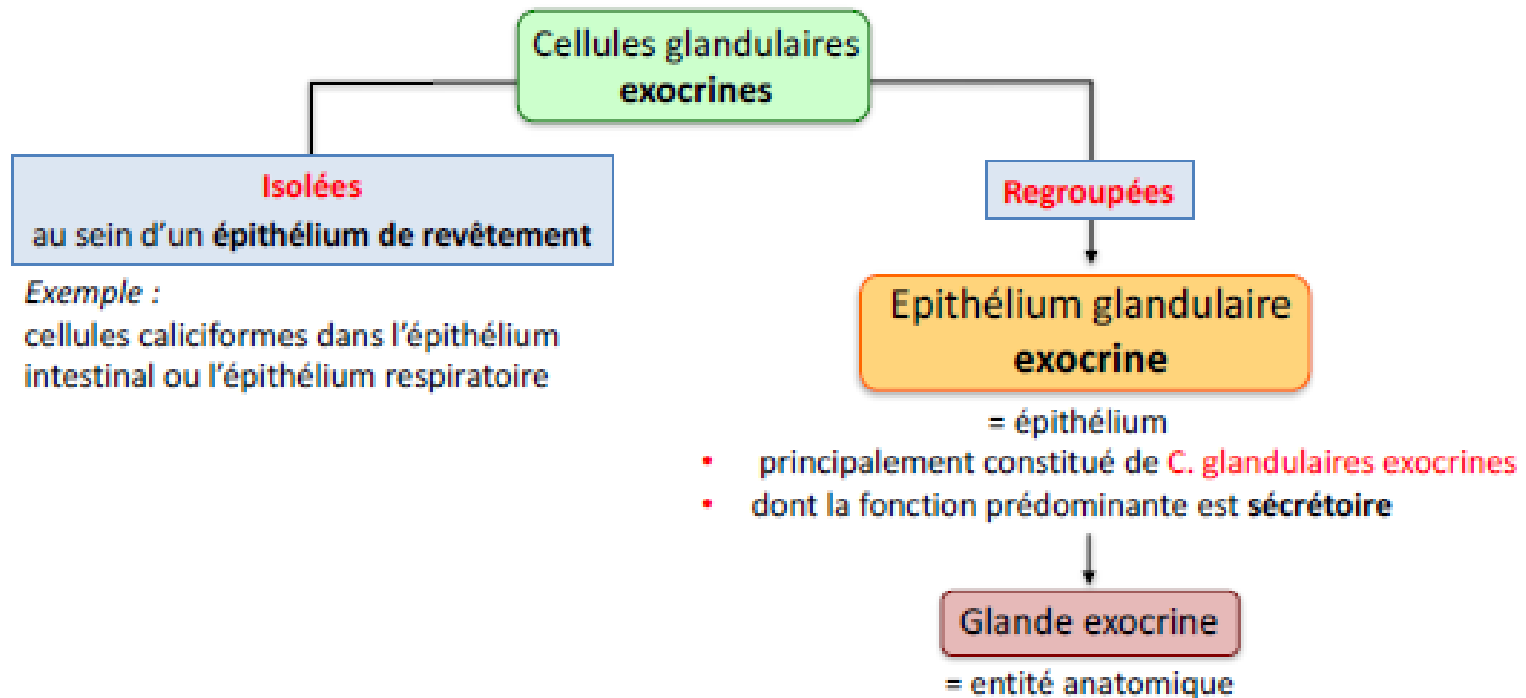 Cellules glandulaires
exocrines
Isolées
au sein d'un épithélium de revêtement
Exemple :
cellules caliciformes dans l'épithélium
intestinal ou l'épithélium respiratoire
Regroupées
Epithélium glandulaire
exocrine
= épithélium
• principalement constitué de C. glandulaires exocrines
• dont la fonction prédominante est sécrétoire
Glande exocrine
= entité anatomique